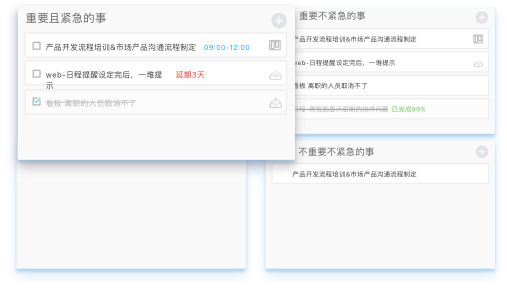 重要且紧急的事
产品开发流程培训&市场产品沟通流程制定 09:00-12:00
web-日程提醒设定完后，一堆提示 延期3天
看板 离职的人员取消不了
重要不紧急的事
产品开发流程培训&市场产品沟通流程制定
web-日程提醒设定完后，一堆提示
看板 离职的人员取消不了
已完成99%
不重要不紧急的事
产品开发流程培训&市场产品沟通流程制定